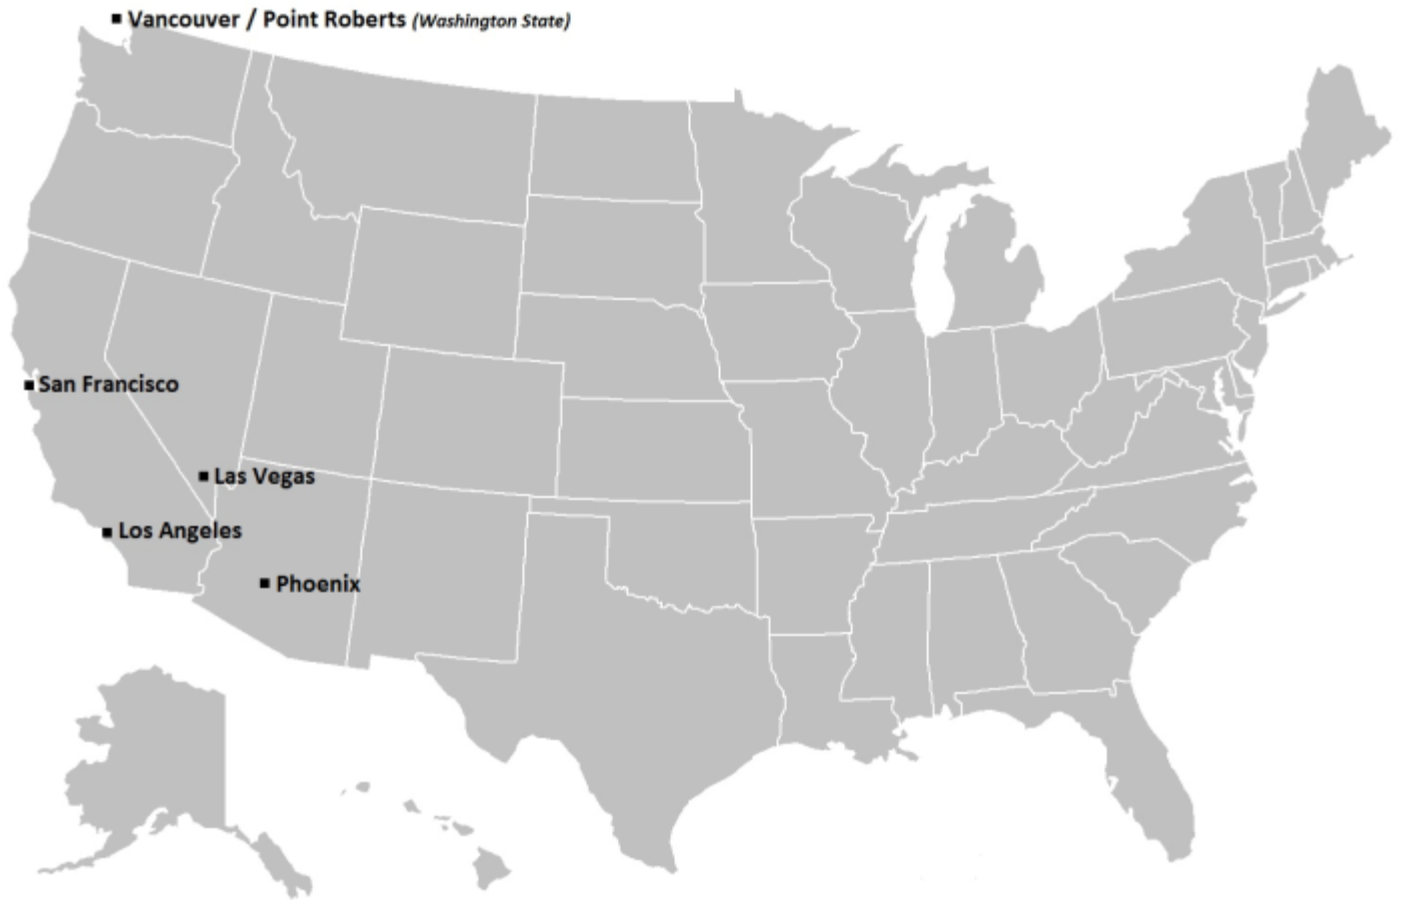 Vancouver / Point Roberts (Washington State)
San Francisco
Las Vegas
Los Angeles
Phoenix